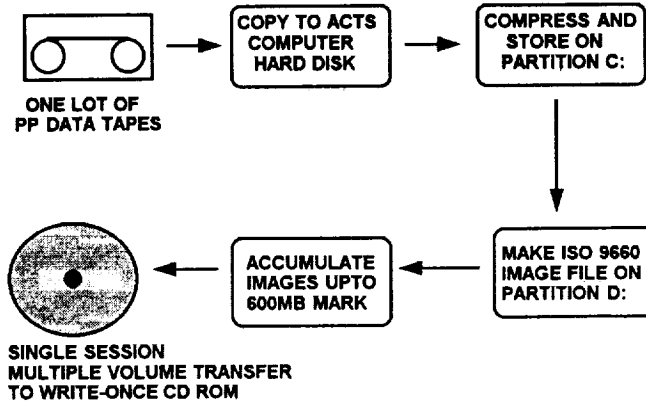 ONE LOT OF
PP DATA TAPES
COPY TO ACTS
COMPUTER
HARD DISK
COMPRESS AND
STORE ON
PARTITION C:
MAKE ISO 9660
IMAGE FILE ON
PARTITION D:
ACCUMULATE
IMAGES UPTO
600MB MARK
SINGLE SESSION
MULTIPLE VOLUME TRANSFER
TO WRITE-ONCE CD ROM